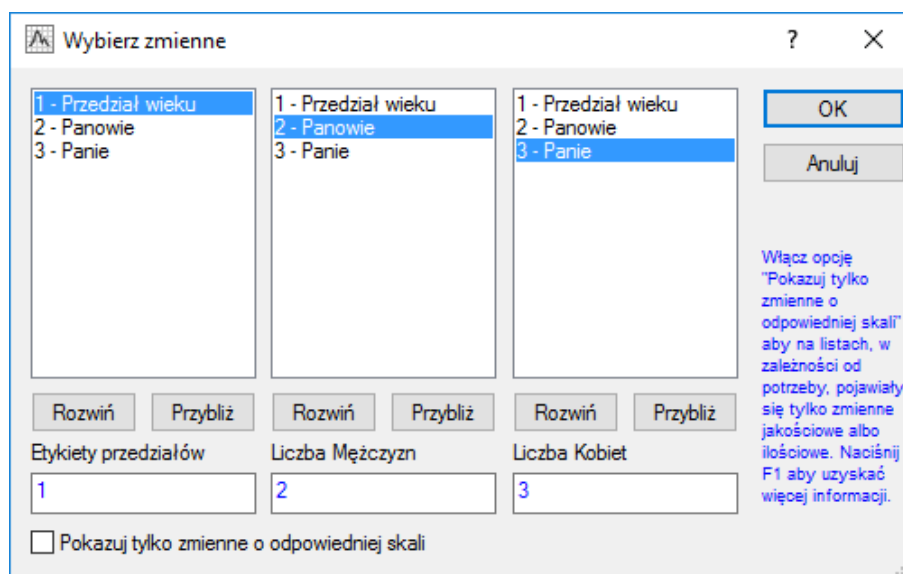 Wybierz zmienne
?
1 - Przedział wieku
2 - Panowie
3 - Panie
1 - Przedział wieku
2 - Panowie
3 - Panie
1 - Przedział wieku
2 - Panowie
3 - Panie
OK
Anuluj
Włącz opcję
"Pokazuj tylko
zmienne o
odpowiedniej skali"
aby na listach, w
zależności od
potrzeby, pojawiały
się tylko zmienne
jakościowe albo
ilościowe. Naciśnij
F1 aby uzyskać
więcej informacji.
Rozwiń Przybliż Rozwiń Przybliż Rozwiń Przybliż
Etykiety przedziałów Liczba Mężczyzn Liczba Kobiet
1 2 3
Pokazuj tylko zmienne o odpowiedniej skali